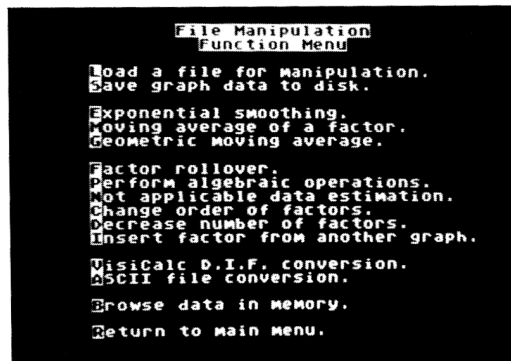 File Manipulation
Function Menu
Load a file for manipulation.
Save graph data to disk.
Exponential smoothing.
Moving average of a factor.
Geometric moving average.
Factor rollover.
Perform algebraic operations.
Not applicable data estimation.
Change order of factors.
Decrease number of factors.
Insert factor from another graph.
VisiCalc D.I.F. conversion.
ASCII file conversion.
Browse data in memory.
Return to main menu.